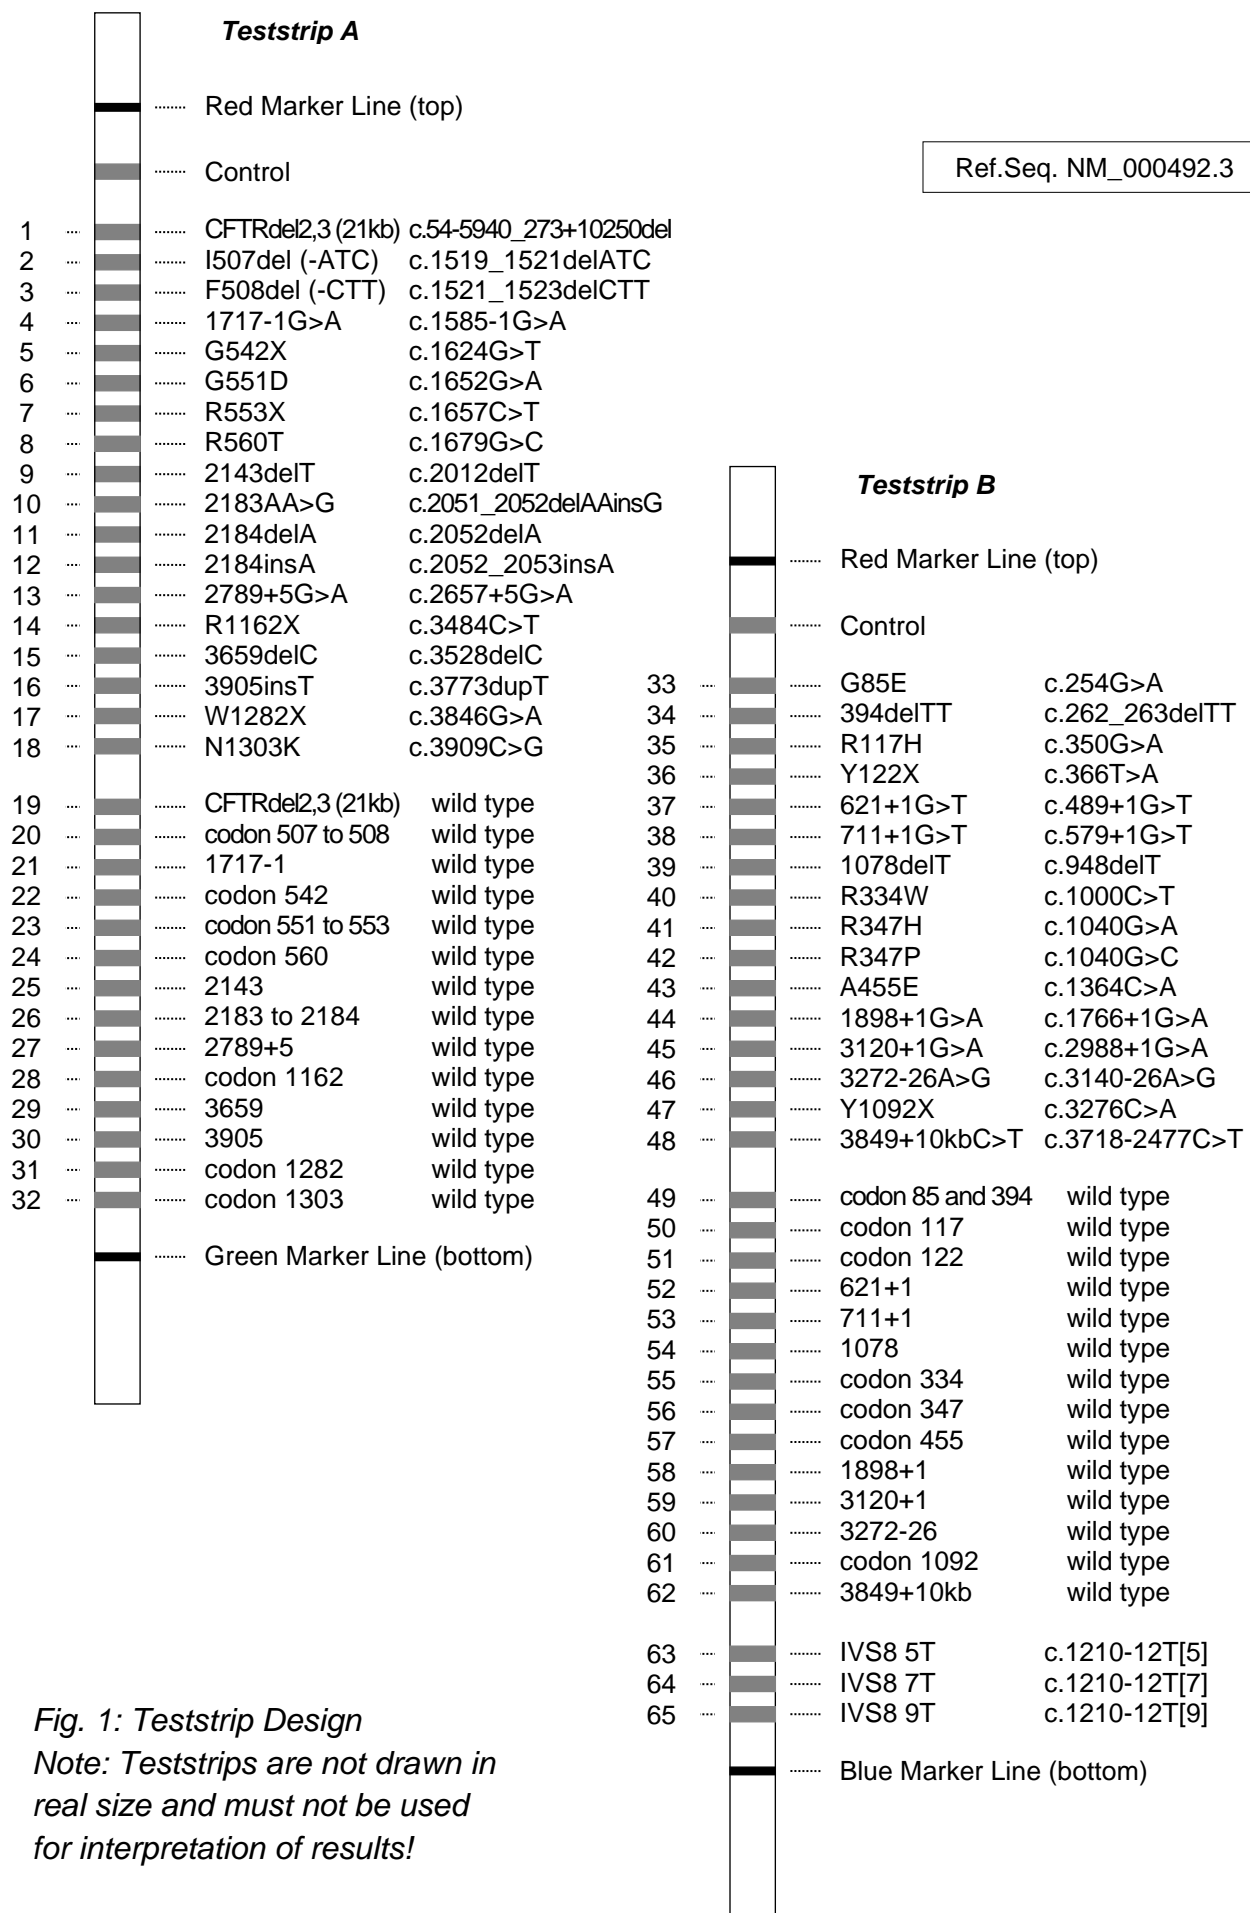 Teststrip A
Red Marker Line (top)
Control
Ref.Seq. NM_000492.3
1 CFTRdel2,3 (21kb) c.54-5940_273+10250del
2 I507del (-ATC) c.1519_1521delATC
3 F508del (-CTT) c.1521_1523delCTT
4 1717-1G>A c.1585-1G>A
5 G542X c.1624G>T
6 G551D c.1652G>A
7 R553X c.1657C>T
8 R560T c.1679G>C
9 2143delT c.2012delT
10 2183AA>G c.2051_2052delAAinsG
11 2184delA c.2052delA
12 2184insA c.2052_2053insA
13 2789+5G>A c.2657+5G>A
14 R1162X c.3484C>T
15 3659delC c.3528delC
16 3905insT c.3773dupT
17 W1282X c.3846G>A
18 N1303K c.3909C>G
19 CFTRdel2,3 (21kb) wild type
20 codon 507 to 508 wild type
21 1717-1 wild type
22 codon 542 wild type
23 codon 551 to 553 wild type
24 codon 560 wild type
25 2143 wild type
26 2183 to 2184 wild type
27 2789+5 wild type
28 codon 1162 wild type
29 3659 wild type
30 3905 wild type
31 codon 1282 wild type
32 codon 1303 wild type
Green Marker Line (bottom)
Teststrip B
Red Marker Line (top)
Control
33 G85E c.254G>A
34 394delTT c.262_263delTT
35 R117H c.350G>A
36 Y122X c.366T>A
37 621+1G>T c.489+1G>T
38 711+1G>T c.579+1G>T
39 1078delT c.948delT
40 R334W c.1000C>T
41 R347H c.1040G>A
42 R347P c.1040G>C
43 A455E c.1364C>A
44 1898+1G>A c.1766+1G>A
45 3120+1G>A c.2988+1G>A
46 3272-26A>G c.3140-26A>G
47 Y1092X c.3276C>A
48 3849+10kbC>T c.3718-2477C>T
49 codon 85 and 394 wild type
50 codon 117 wild type
51 codon 122 wild type
52 621+1 wild type
53 711+1 wild type
54 1078 wild type
55 codon 334 wild type
56 codon 347 wild type
57 codon 455 wild type
58 1898+1 wild type
59 3120+1 wild type
60 3272-26 wild type
61 codon 1092 wild type
62 3849+10kb wild type
63 IVS8 5T c.1210-12T[5]
64 IVS8 7T c.1210-12T[7]
65 IVS8 9T c.1210-12T[9]
Blue Marker Line (bottom)
Fig. 1: Teststrip Design
Note: Teststrips are not drawn in
real size and must not be used
for interpretation of results!